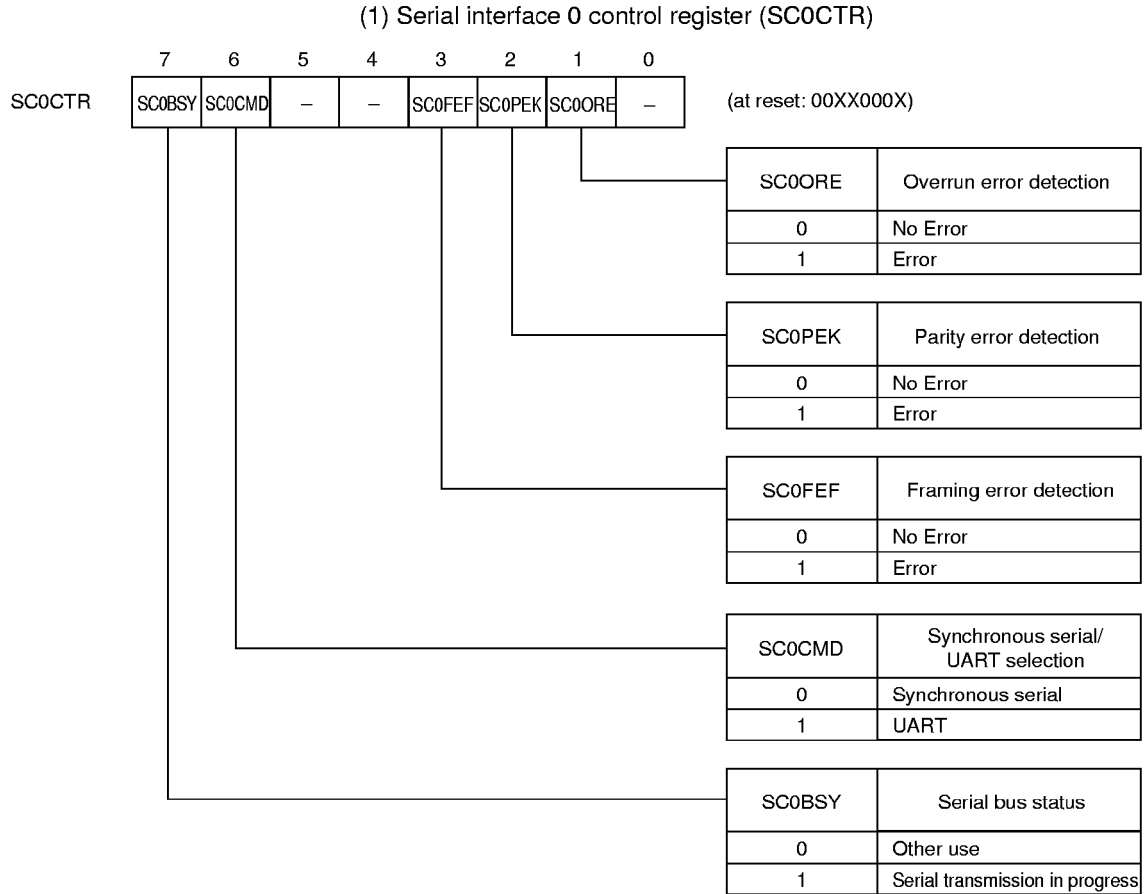 (1) Serial interface 0 control register (SC0CTR)
7 6 5 4 3 2 1 0
SC0CTR SC0BSY SC0CMD – – SC0FEF SC0PEK SC0ORE – (at reset: 00XX000X)
SC0ORE Overrun error detection
0 No Error
1 Error
SC0PEK Parity error detection
0 No Error
1 Error
SC0FEF Framing error detection
0 No Error
1 Error
SC0CMD Synchronous serial/
UART selection
0 Synchronous serial
1 UART
SC0BSY Serial bus status
0 Other use
1 Serial transmission in progress